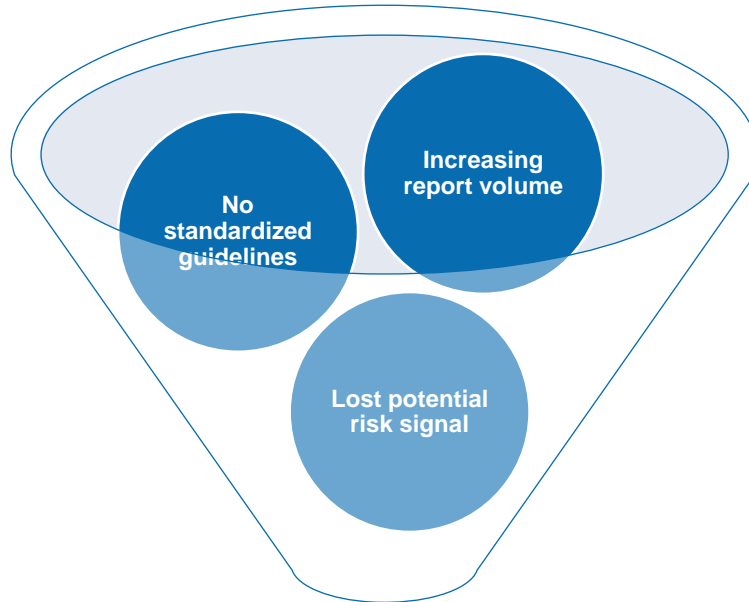 No
standardized
guidelines
Increasing
report volume
Lost potential
risk signal